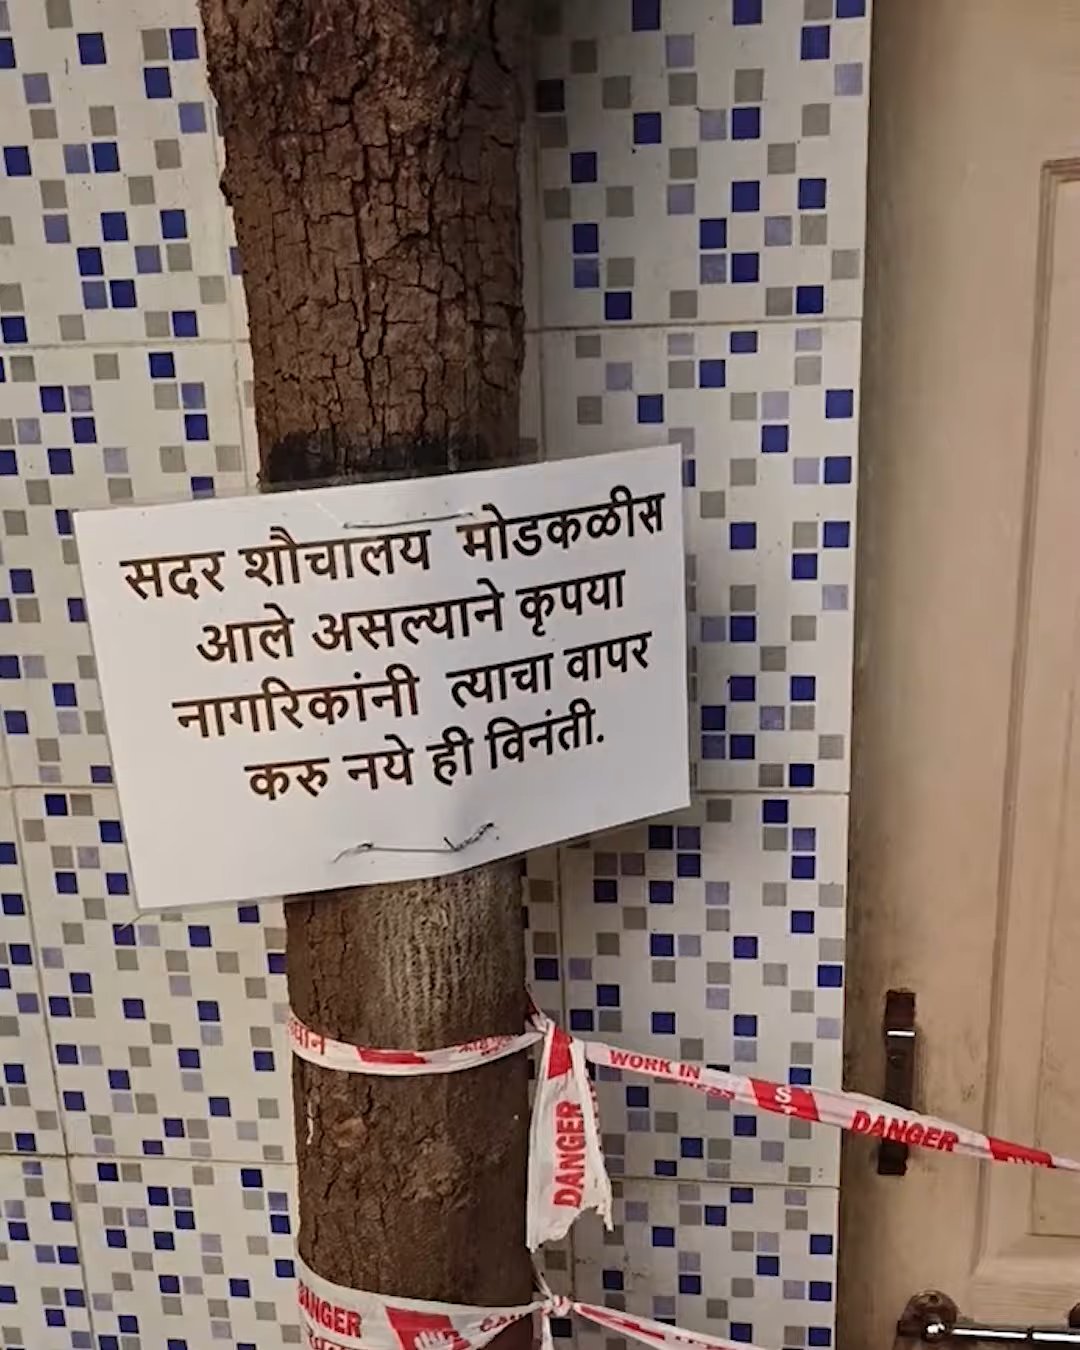 सदर शौचालय मोडकळीस
आले असल्याने कृपया
नागरिकांनी त्याचा वापर
करु नये ही विनंती.
WORK IN
DANGER
DANGER
DANGER